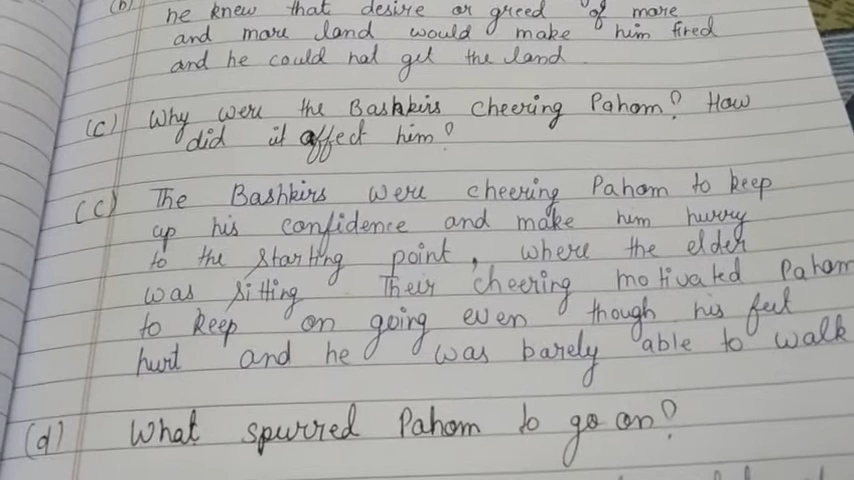 (b) he knew that desire or greed of more
and more land would make him tired
and he could not get the land.
(c) Why were the Bashkirs cheering Pahom? How
did it affect him?
(c) The Bashkirs were cheering Pahom to keep
up his confidence and make him hurry
to the starting point, where the elder
was sitting Their cheering motivated Pahom
to keep on going even though his feet
hurt and he was barely able to walk
(d) What spurred Pahom to go on?